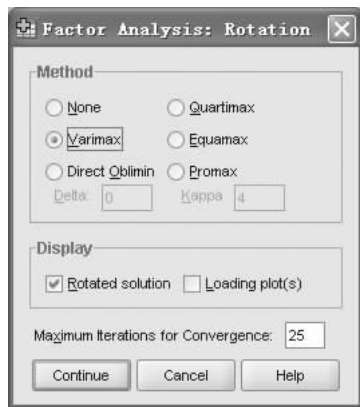 Factor Analysis: Rotation
Method
None Quartimax
Varimax Equamax
Direct Oblimin Promax
Delta: 0 Kappa 4
Display
Rotated solution Loading plot(s)
Maximum Iterations for Convergence: 25
Continue Cancel Help